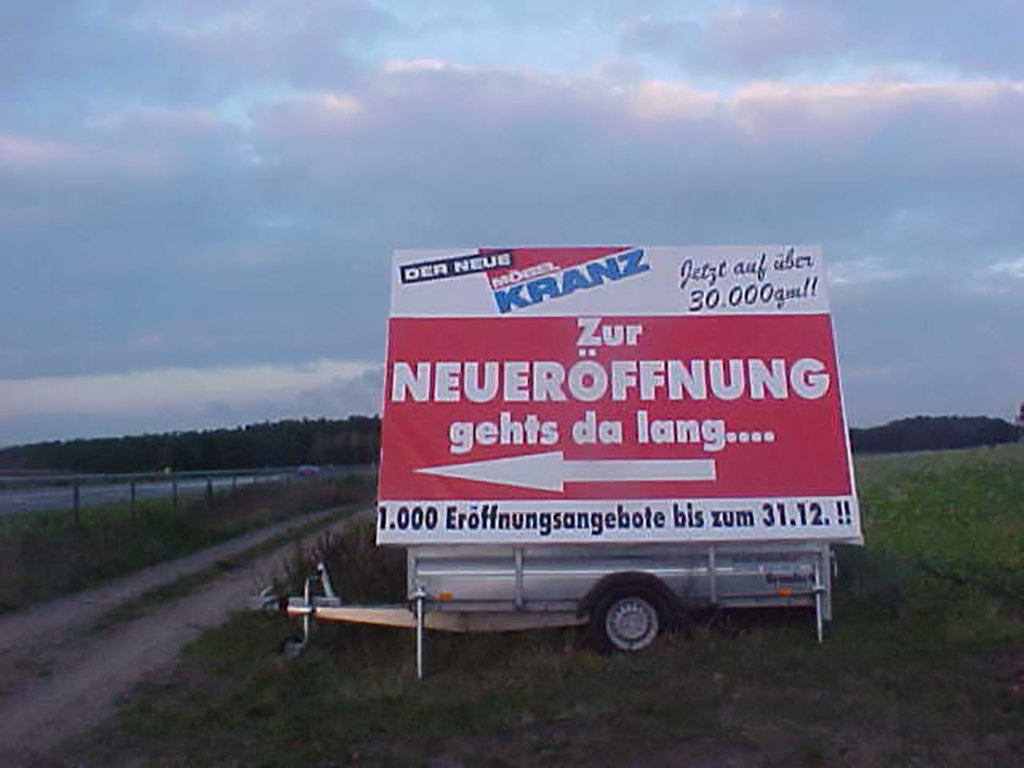 DER NEUE
MÖBEL
KRANZ
Jetzt auf über
30.000qm!!
Zur
NEUERÖFFNUNG
gehts da lang....
1.000 Eröffnungsangebote bis zum 31.12. !!